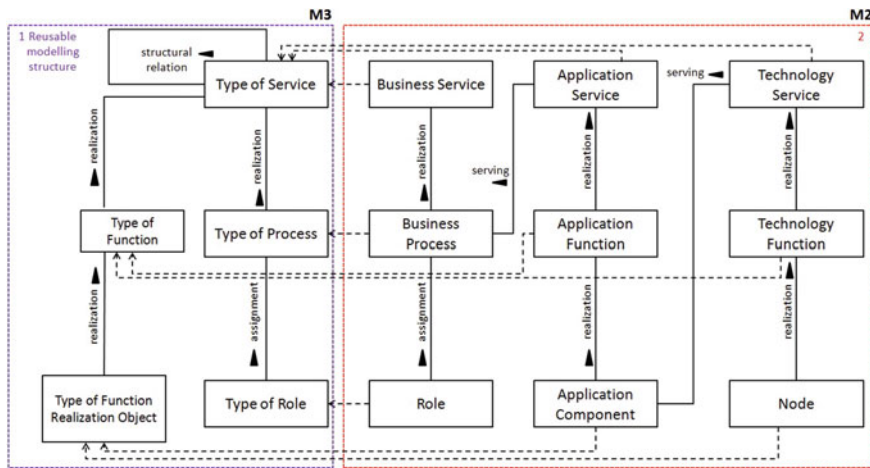 M3
M2
1 Reusable
modelling
structure
2
structural
relation
Type of Service
Business Service
Application
Service
serving
Technology
Service
realization
realization
realization
serving
realization
realization
Type of
Function
Type of Process
Business
Process
Application
Function
Technology
Function
realization
assignment
assignment
realization
realization
Type of Function
Realization Object
Type of Role
Role
Application
Component
Node